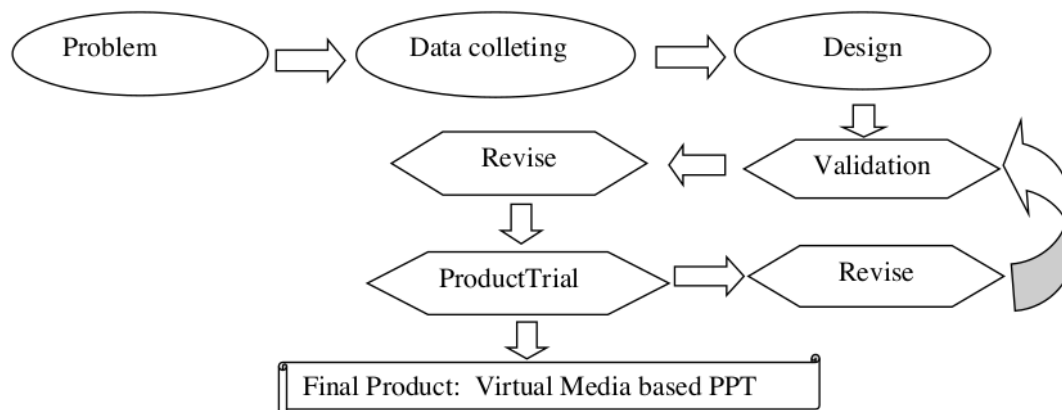 Problem
Data colleting
Design
Revise
Validation
ProductTrial
Revise
Final Product:  Virtual Media based PPT